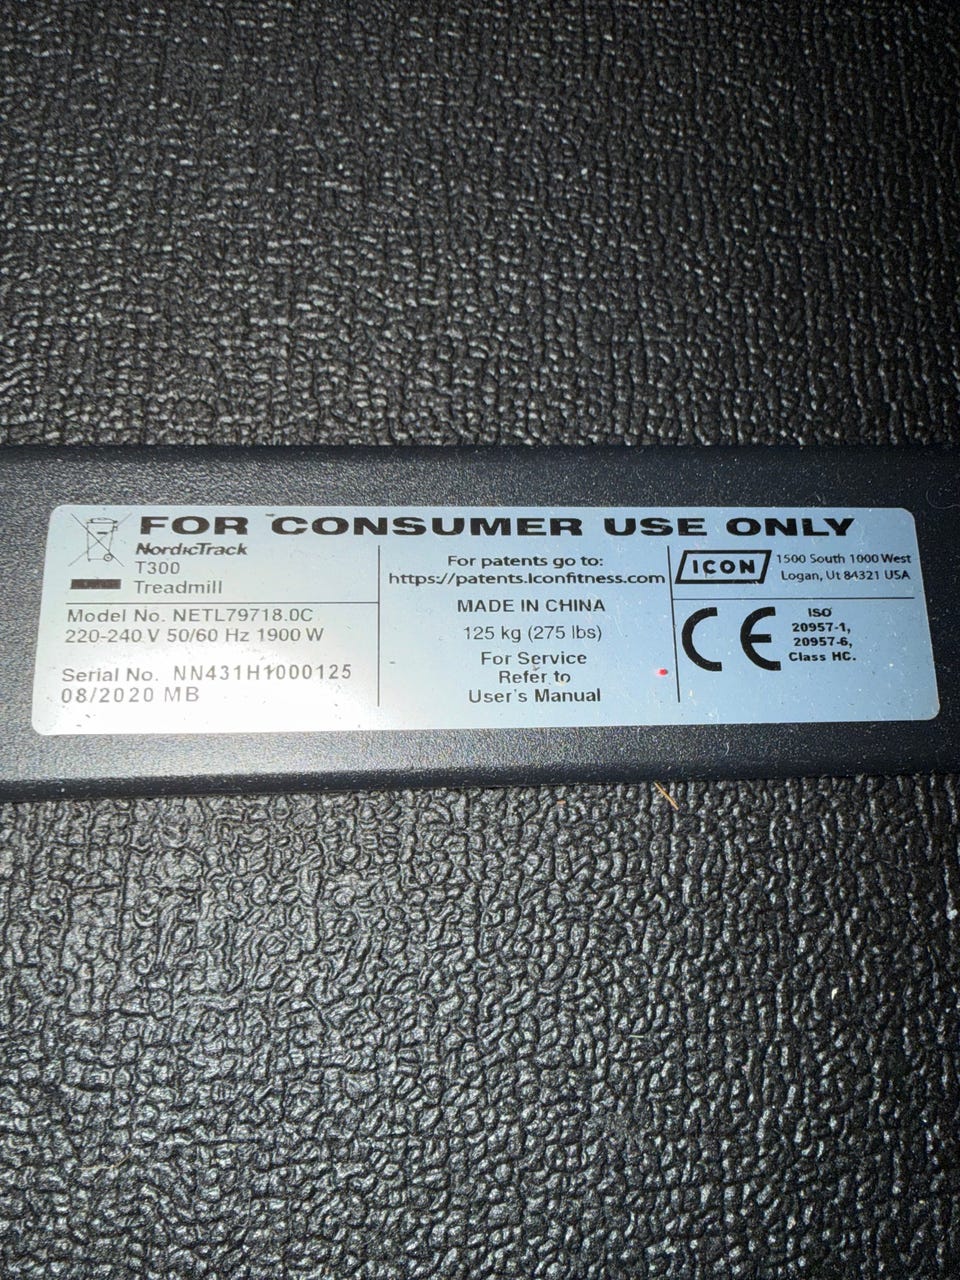 FOR CONSUMER USE ONLY
NordicTrack
T300
Treadmill
Model No. NETL79718.0C
220-240 V 50/60 Hz 1900 W
Serial No. NN431H1000125
08/2020 MB
For patents go to:
https://patents.Iconfitness.com
MADE IN CHINA
125 kg (275 lbs)
For Service
Refer to
User's Manual
ICON
1500 South 1000 West
Logan, Ut 84321 USA
CE
ISO
20957-1,
20957-6,
Class HC.